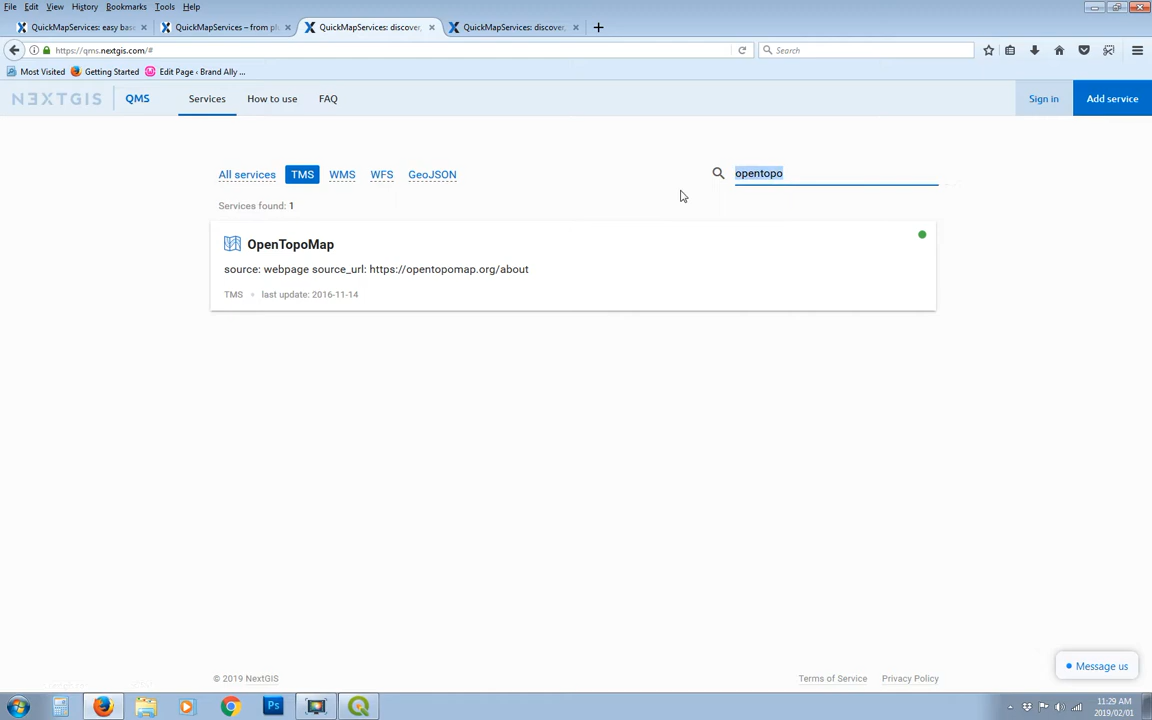 File Edit View History Bookmarks Tools Help
QuickMapServices: easy base
QuickMapServices – from pl
QuickMapServices: discover,
QuickMapServices: discover,
https://qms.nextgis.com/#
Search
Most Visited
Getting Started
Edit Page ‹ Brand Ally ...
NEXTGIS
QMS
Services
How to use
FAQ
Sign in
Add service
All services
TMS
WMS
WFS
GeoJSON
opentopo
Services found: 1
OpenTopoMap
source: webpage source_url: https://opentopomap.org/about
TMS
last update: 2016-11-14
Message us
© 2019 NextGIS
Terms of Service
Privacy Policy
Ps
11:29 AM
2019/02/01